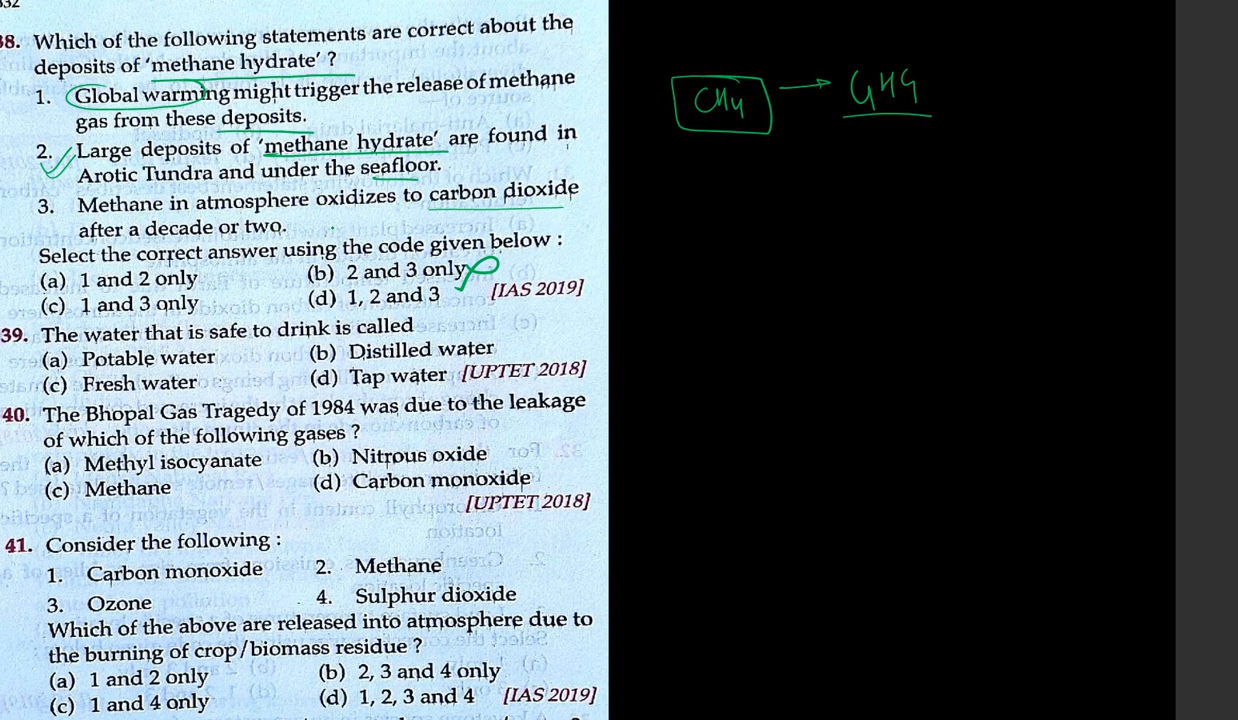 332
38. Which of the following statements are correct about the
deposits of ‘methane hydrate’ ?
1. Global warming might trigger the release of methane
gas from these deposits.
2. Large deposits of ‘methane hydrate’ are found in
Arotic Tundra and under the seafloor.
3. Methane in atmosphere oxidizes to carbon dioxide
after a decade or two.
Select the correct answer using the code given below :
(a) 1 and 2 only (b) 2 and 3 only
(c) 1 and 3 only (d) 1, 2 and 3 [IAS 2019]
39. The water that is safe to drink is called
(a) Potable water (b) Distilled water
(c) Fresh water (d) Tap water [UPTET 2018]
40. The Bhopal Gas Tragedy of 1984 was due to the leakage
of which of the following gases ?
(a) Methyl isocyanate (b) Nitrous oxide
(c) Methane (d) Carbon monoxide
[UPTET 2018]
41. Consider the following :
1. Carbon monoxide 2. Methane
3. Ozone 4. Sulphur dioxide
Which of the above are released into atmosphere due to
the burning of crop/biomass residue ?
(a) 1 and 2 only (b) 2, 3 and 4 only
(c) 1 and 4 only (d) 1, 2, 3 and 4 [IAS 2019]
CH4 → GHG